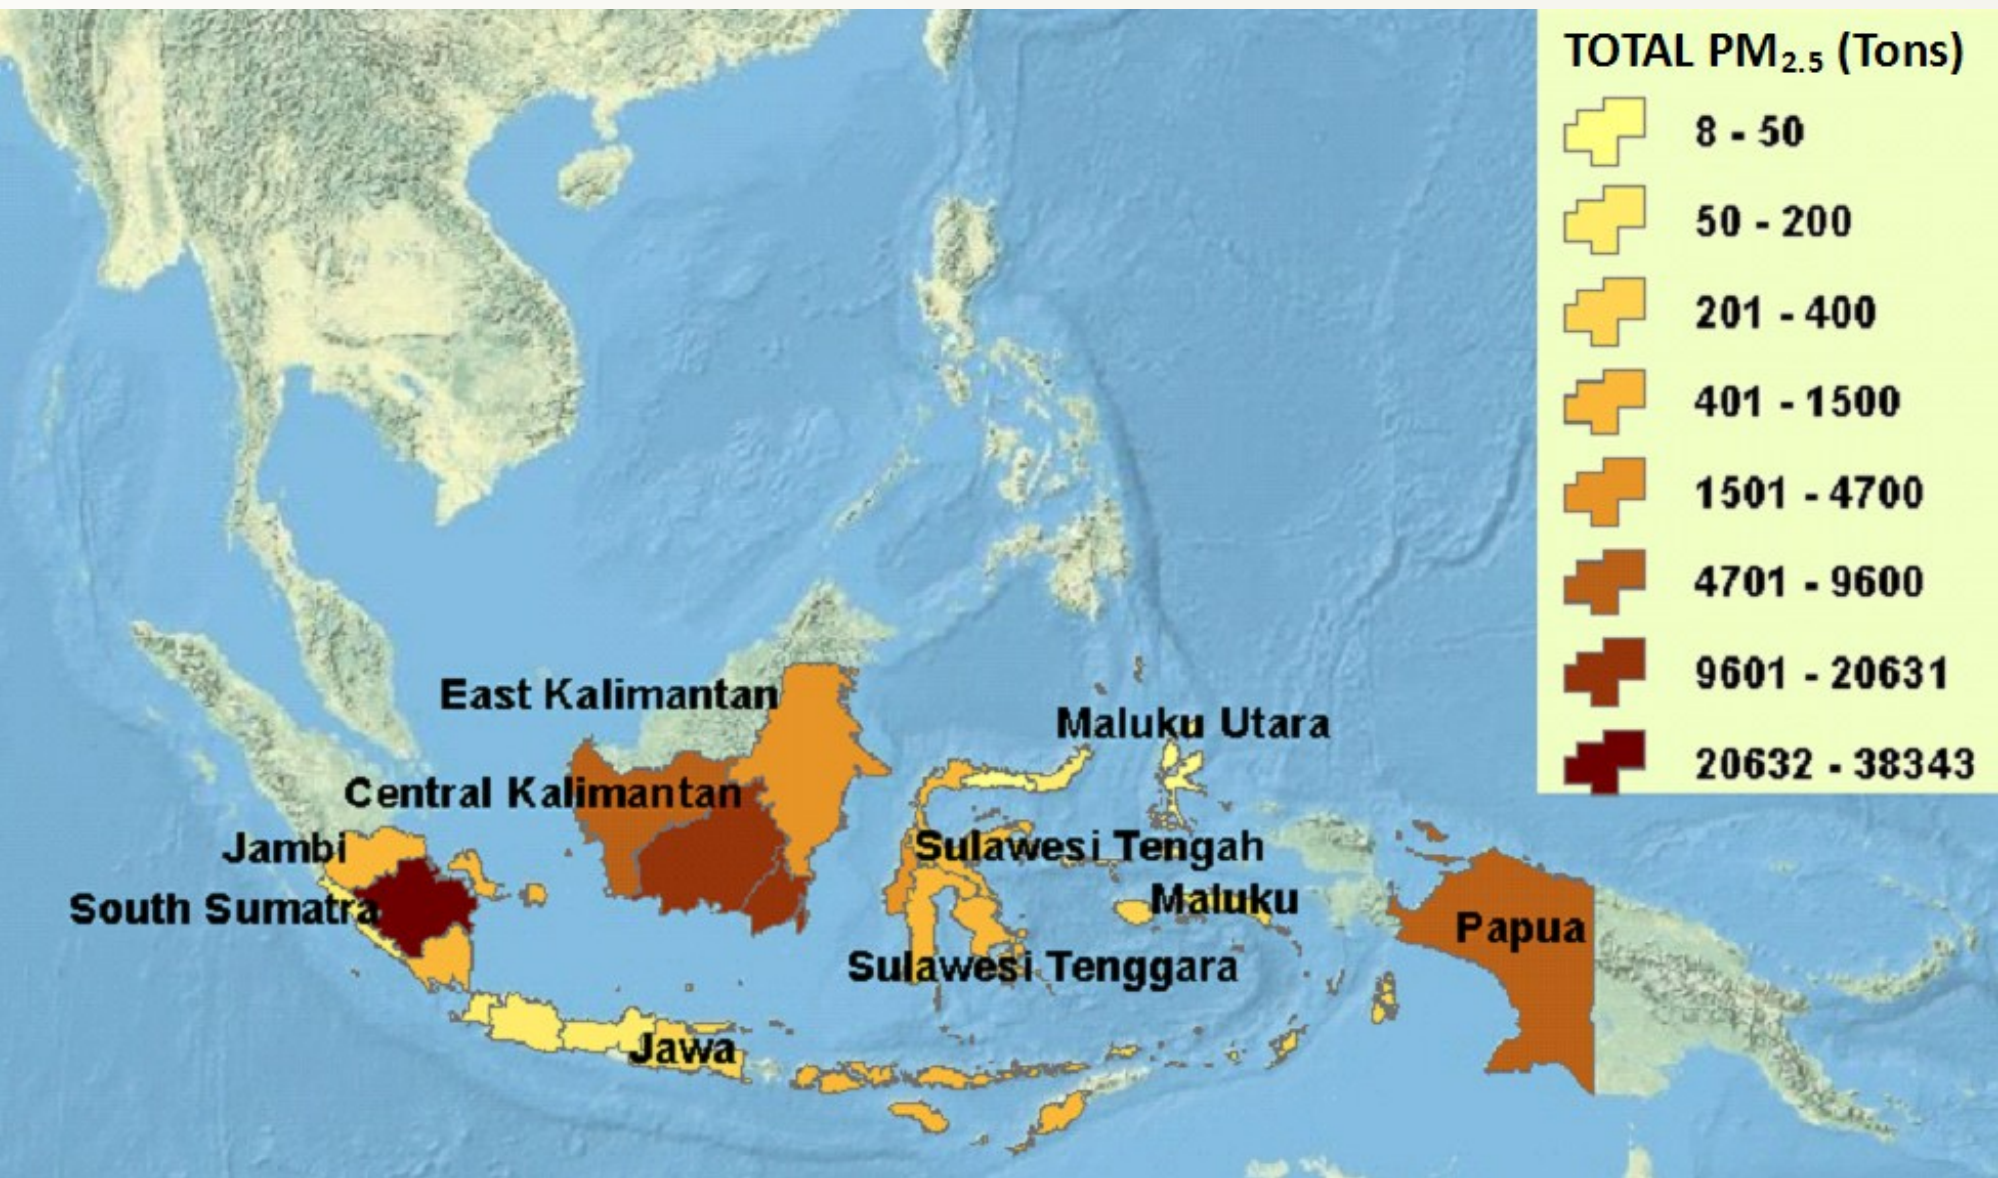 TOTAL PM2.5 (Tons)
8 - 50
50 - 200
201 - 400
401 - 1500
1501 - 4700
4701 - 9600
9601 - 20631
20632 - 38343
East Kalimantan
Maluku Utara
Central Kalimantan
Jambi
Sulawesi Tengah
South Sumatra
Maluku
Papua
Sulawesi Tenggara
Jawa